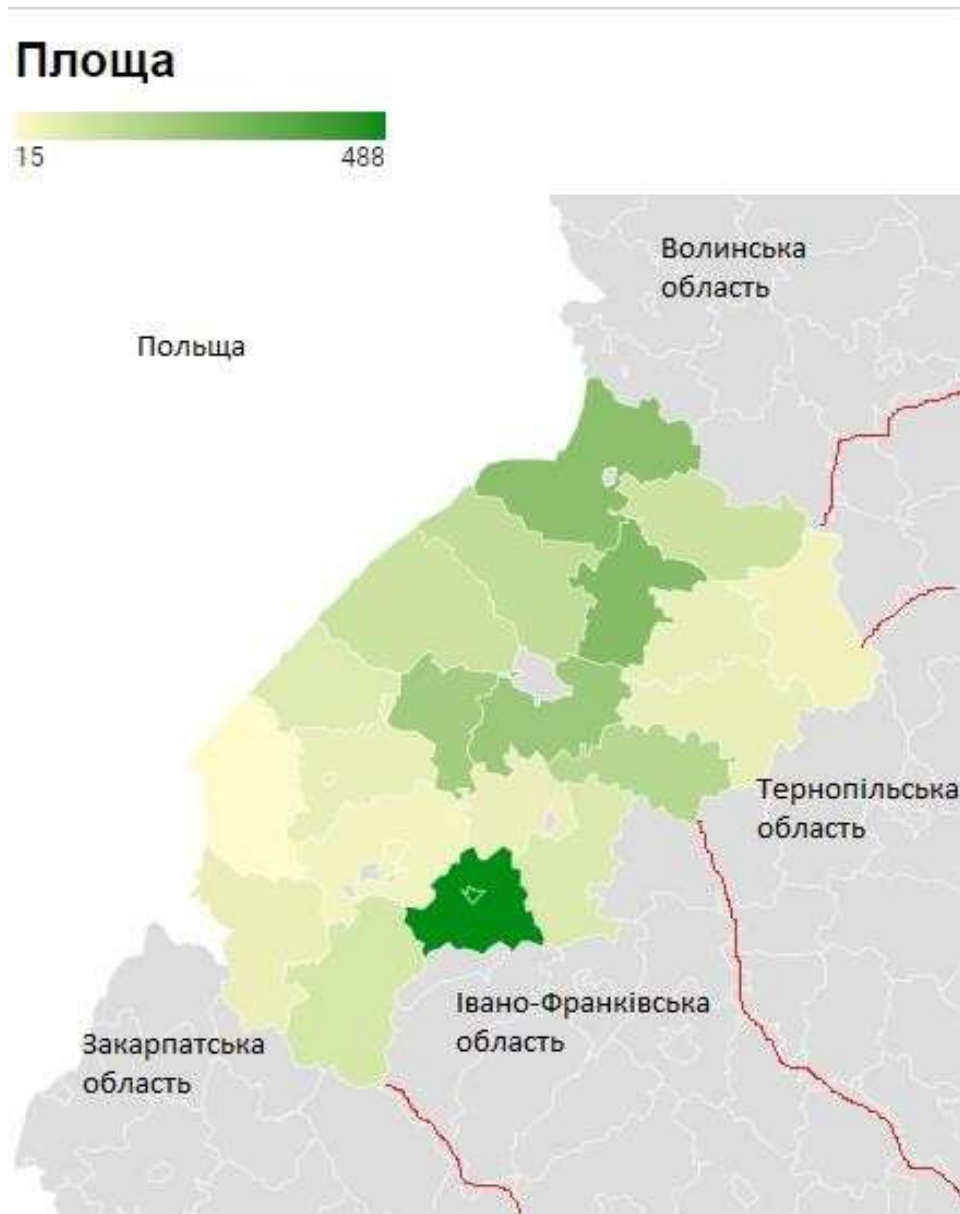 Площа
15 488
Волинська
область
Польща
Тернопільська
область
Івано-Франківська
область
Закарпатська
область